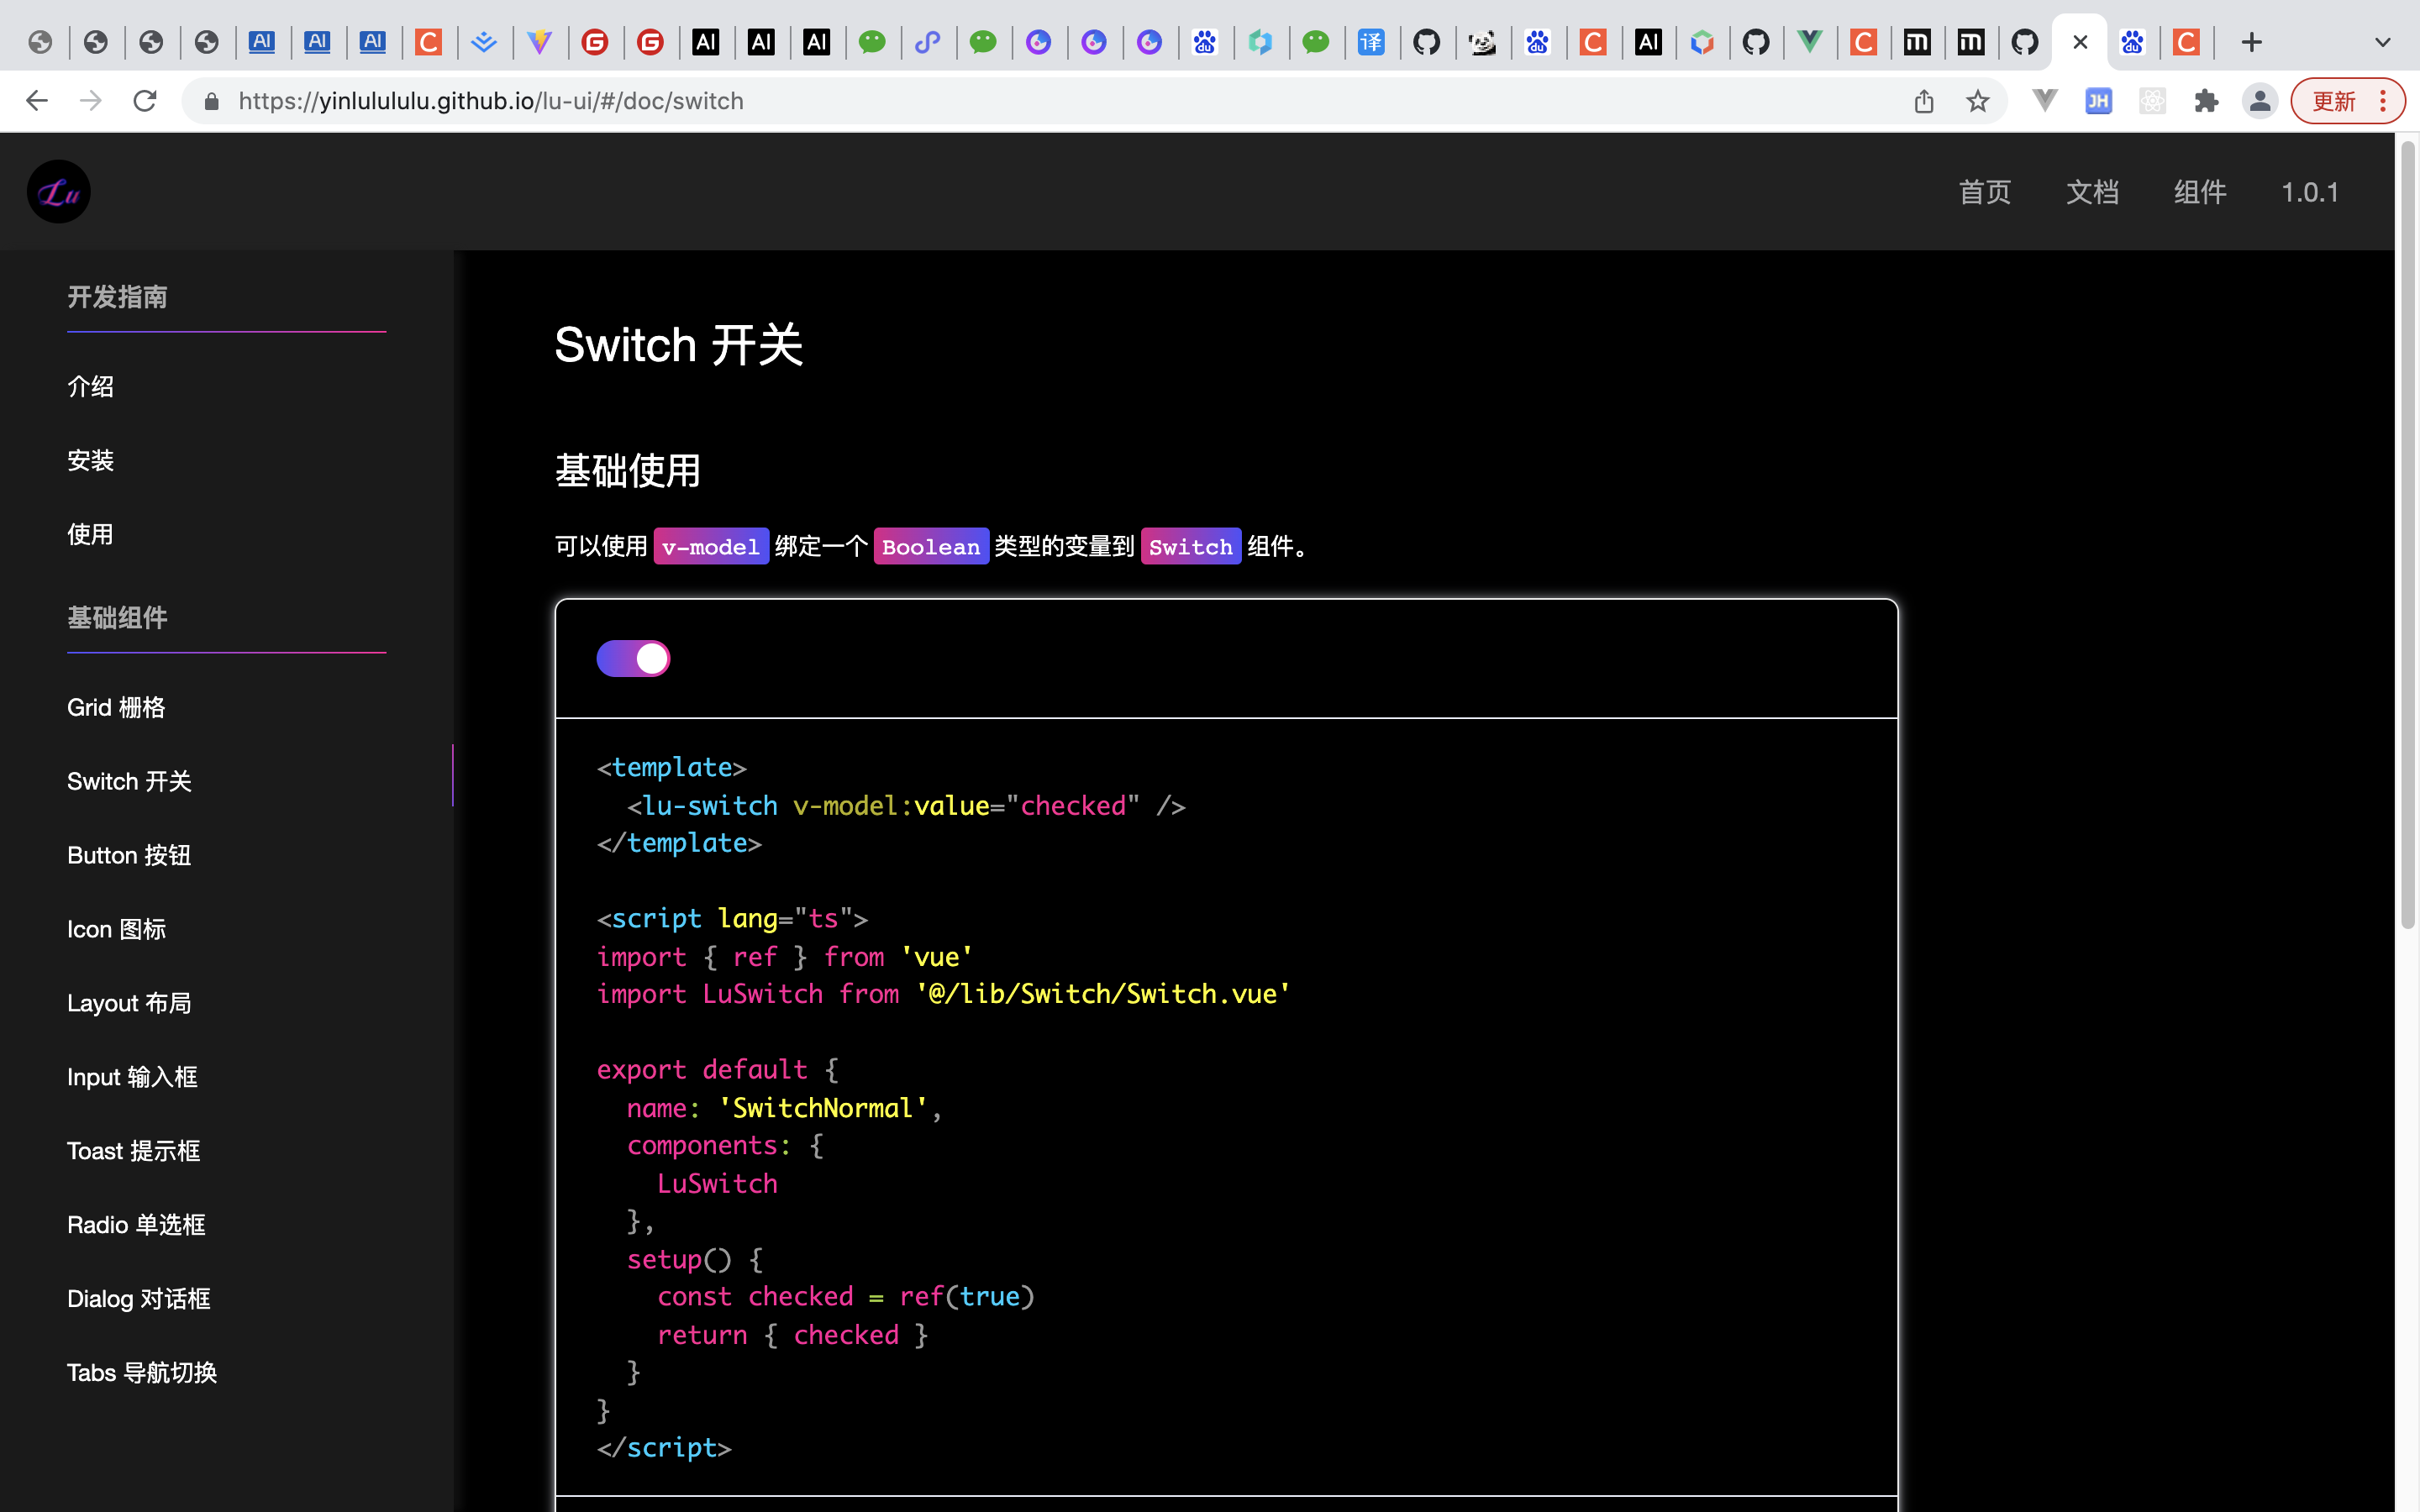 https://yinlulululu.github.io/lu-ui/#/doc/switch
更新
Lu
首页 文档 组件 1.0.1
开发指南
介绍
安装
使用
基础组件
Grid 栅格
Switch 开关
Button 按钮
Icon 图标
Layout 布局
Input 输入框
Toast 提示框
Radio 单选框
Dialog 对话框
Tabs 导航切换
Switch 开关
基础使用
可以使用 v-model 绑定一个 Boolean 类型的变量到 Switch 组件。
<template>
  <lu-switch v-model:value="checked" />
</template>
<script lang="ts">
import { ref } from 'vue'
import LuSwitch from '@/lib/Switch/Switch.vue'
export default {
  name: 'SwitchNormal',
  components: {
    LuSwitch
  },
  setup() {
    const checked = ref(true)
    return { checked }
  }
}
</script>